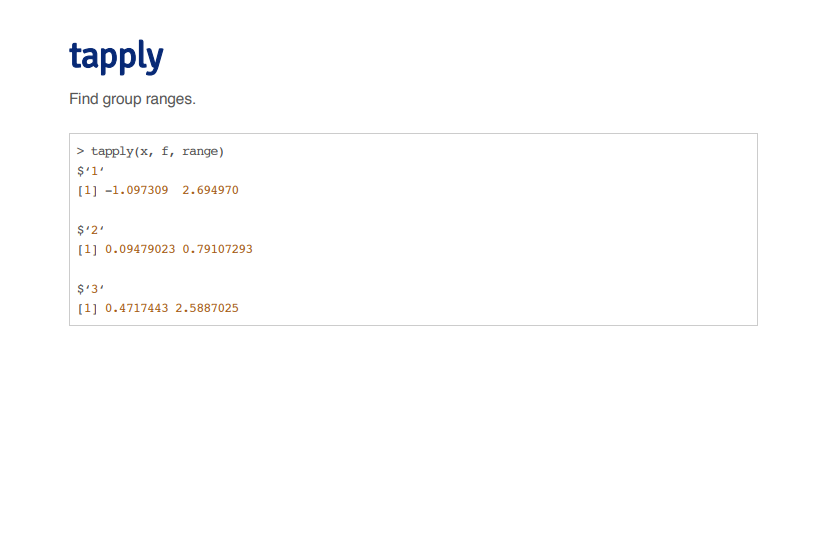 tapply
Find group ranges.
> tapply(x, f, range)
$‘1‘
[1] −1.097309  2.694970
$‘2‘
[1] 0.09479023 0.79107293
$‘3‘
[1] 0.4717443 2.5887025